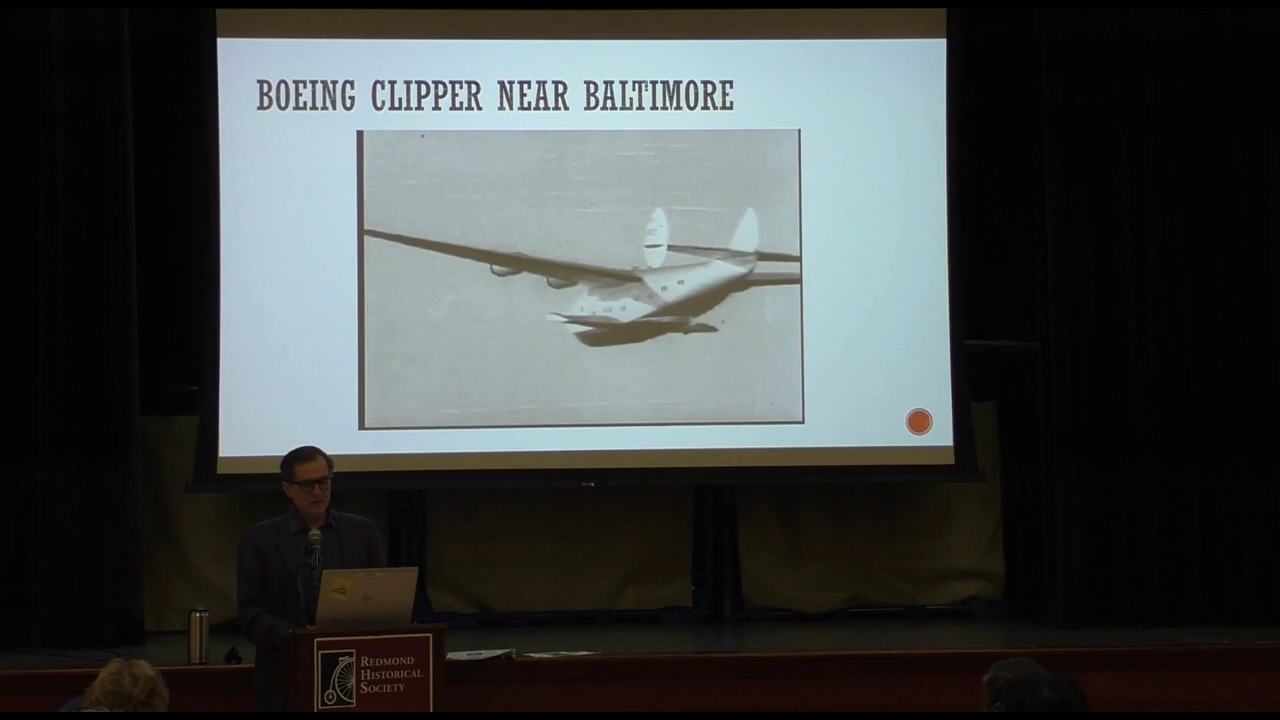 BOEING CLIPPER NEAR BALTIMORE
REDMOND
HISTORICAL
SOCIETY